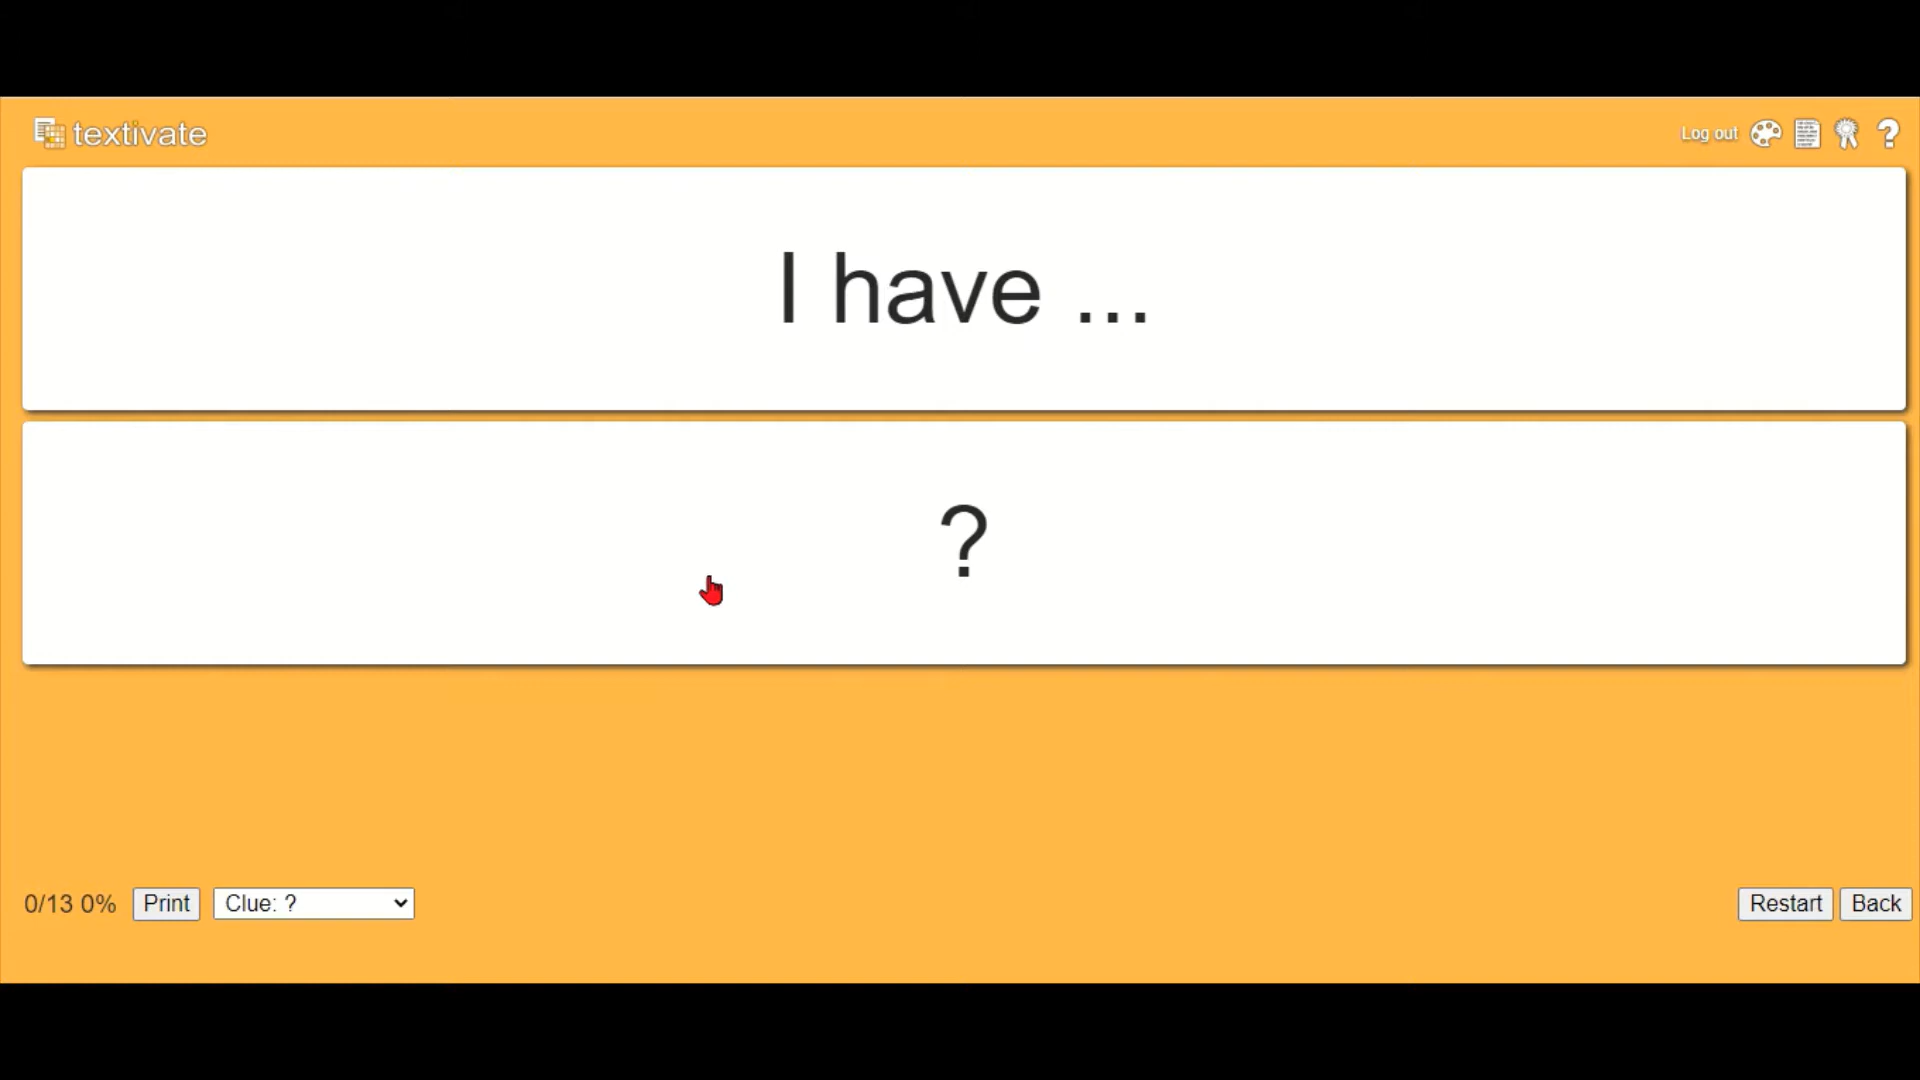 textivate
Log out
?
I have ...
?
0/13 0%
Print
Clue: ?
Restart
Back